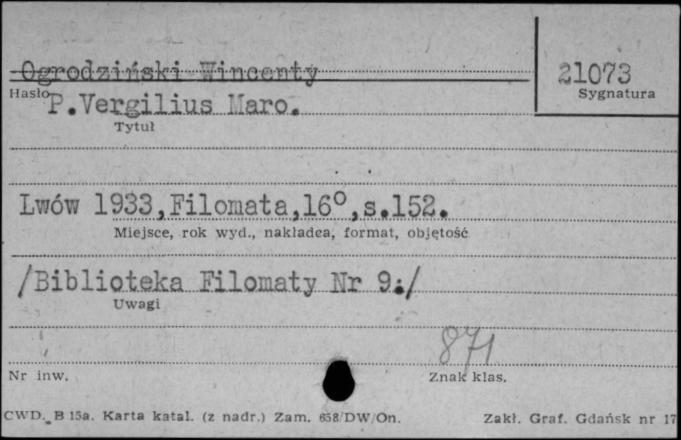 Ogrodziński Wincenty
21073
Hasło
Sygnatura
P.Vergilius Maro.
Tytuł
Lwów 1933,Filomata,16°,s.152.
Miejsce, rok wyd., nakładca, format, objętość
/Biblioteka Filomaty Nr 9:/
Uwagi
871
Nr inw.
Znak klas.
CWD. B 15a. Karta katal. (z nadr.) Zam. 658/DW/On.
Zakł. Graf. Gdańsk nr 17